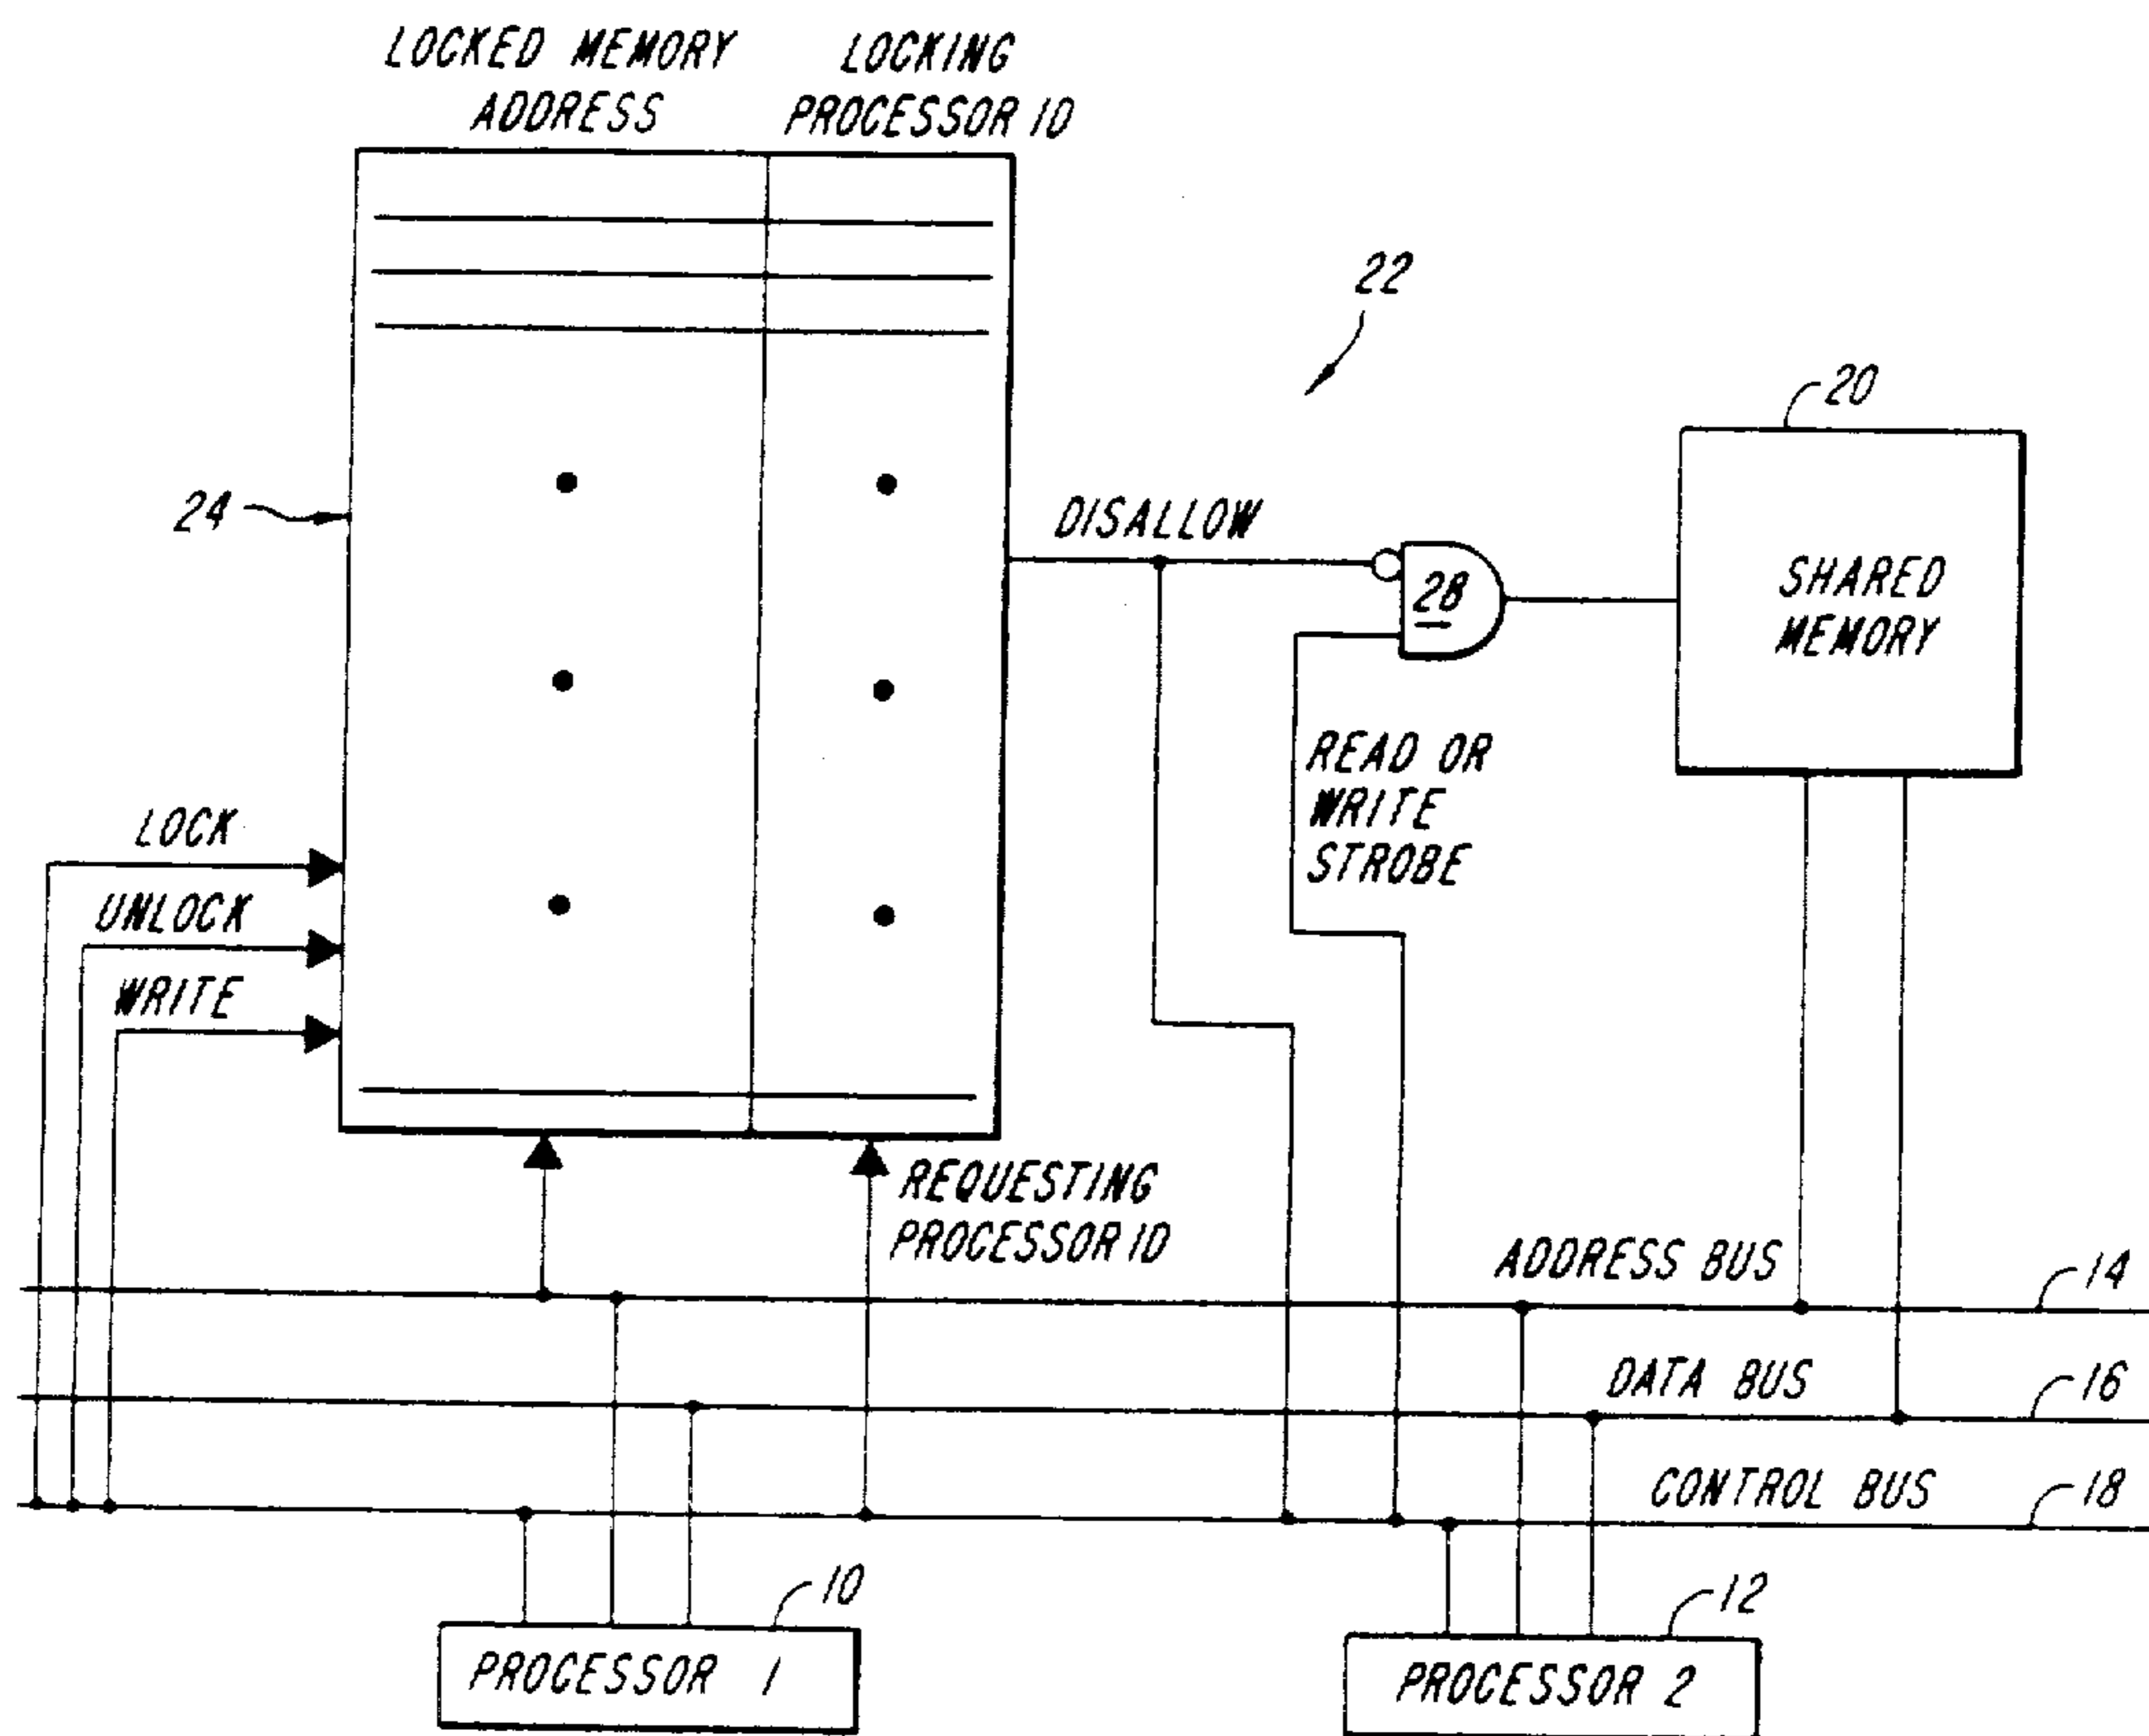 LOCKED MEMORY
ADDRESS
LOCKING
PROCESSOR ID
22
20
24
DISALLOW
28
SHARED
MEMORY
READ OR
WRITE
STROBE
LOCK
UNLOCK
WRITE
REQUESTING
PROCESSOR ID
ADDRESS BUS
14
DATA BUS
16
CONTROL BUS
18
10
PROCESSOR 1
12
PROCESSOR 2